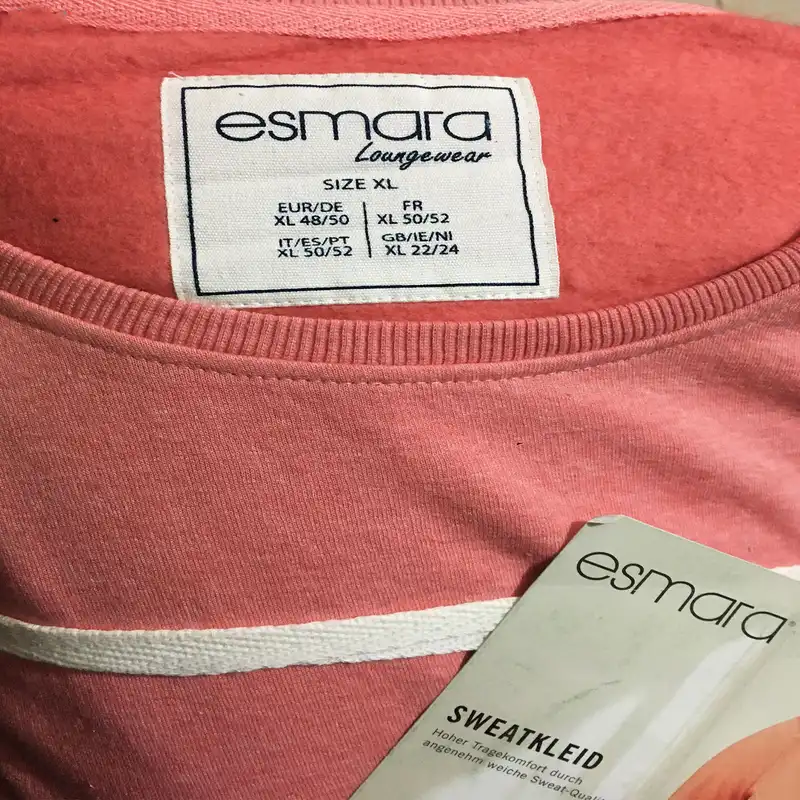 esmara
Loungewear
SIZE XL
EUR/DE
XL 48/50
FR
XL 50/52
IT/ES/PT
XL 50/52
GB/IE/NI
XL 22/24
esmara
SWEATKLEID
Hoher Tragekomfort durch
angenehm weiche Sweat-